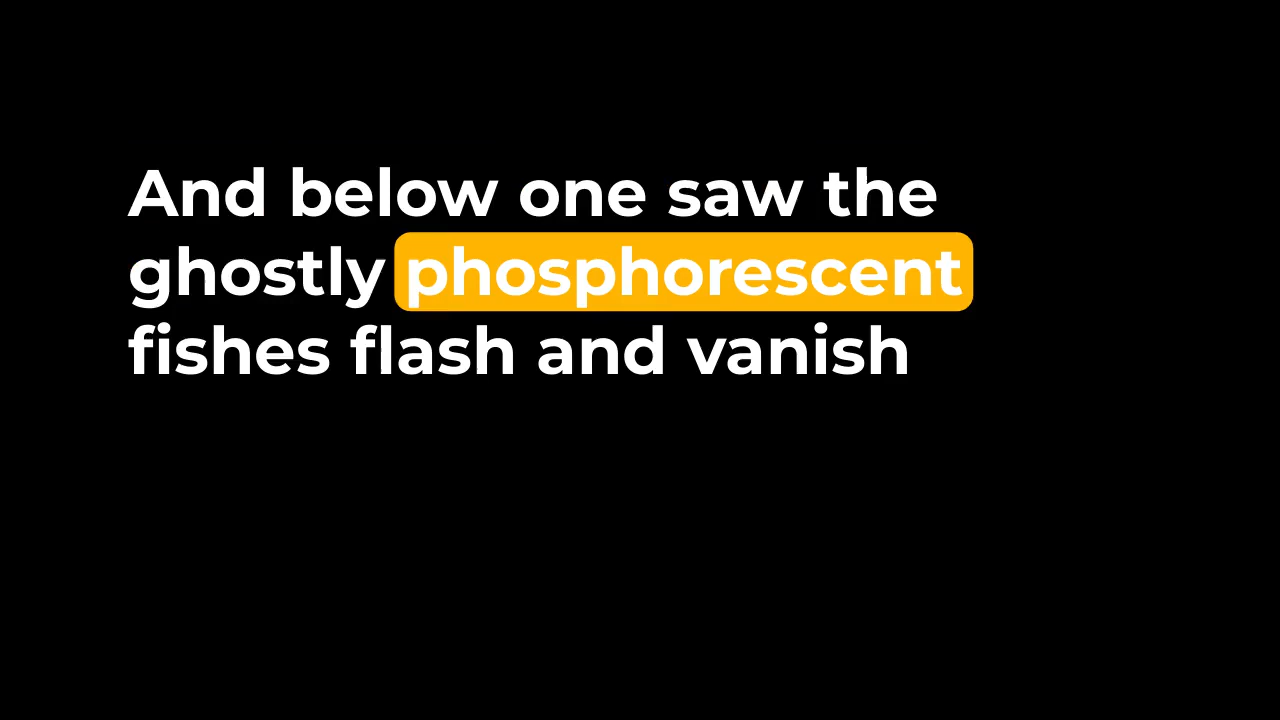 And below one saw the
ghostly phosphorescent
fishes flash and vanish